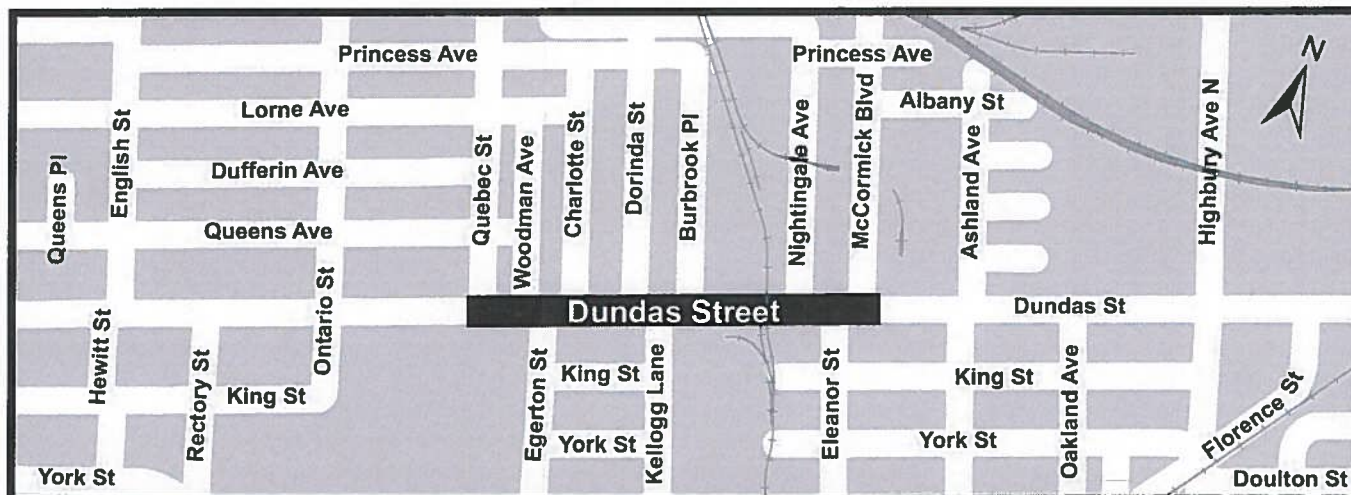 N
Princess Ave
Princess Ave
Lorne Ave
Albany St
Dufferin Ave
Queens Ave
Queens Pl
English St
Quebec St
Woodman Ave
Charlotte St
Dorinda St
Burbrook Pl
Nightingale Ave
McCormick Blvd
Ashland Ave
Highbury Ave N
Dundas Street
Dundas St
Hewitt St
Rectory St
Ontario St
King St
Egerton St
King St
York St
Kellogg Lane
Eleanor St
King St
York St
Oakland Ave
Florence St
York St
Doulton St